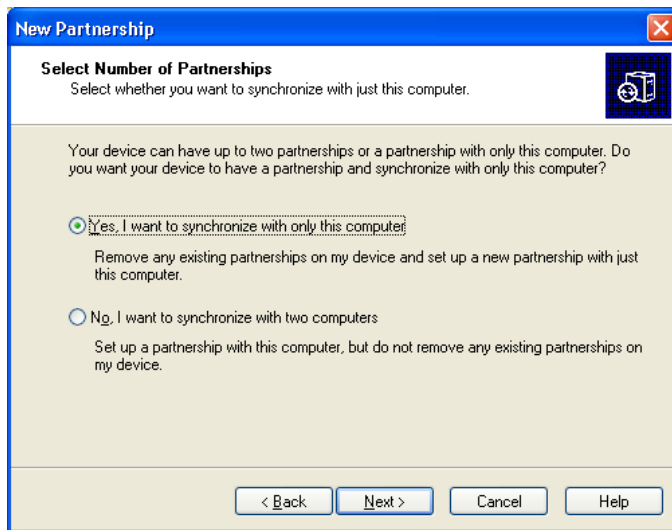 New Partnership
Select Number of Partnerships
Select whether you want to synchronize with just this computer.
Your device can have up to two partnerships or a partnership with only this computer. Do
you want your device to have a partnership and synchronize with only this computer?
Yes, I want to synchronize with only this computer
Remove any existing partnerships on my device and set up a new partnership with just
this computer.
No, I want to synchronize with two computers
Set up a partnership with this computer, but do not remove any existing partnerships on
my device.
< Back
Next >
Cancel
Help